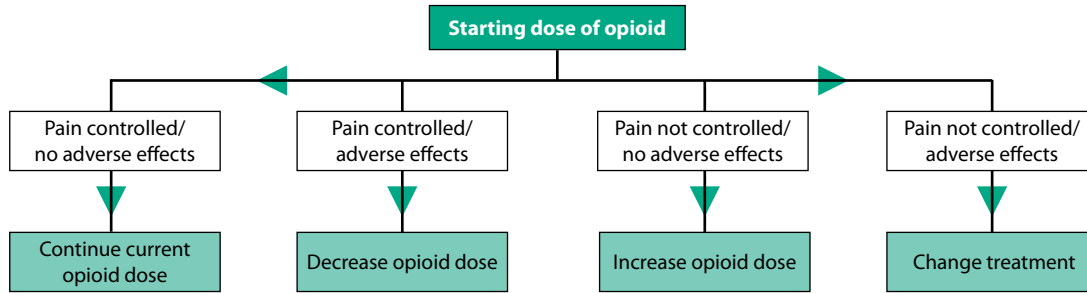 Starting dose of opioid
Pain controlled/
no adverse effects
Pain controlled/
adverse effects
Pain not controlled/
no adverse effects
Pain not controlled/
adverse effects
Continue current
opioid dose
Decrease opioid dose
Increase opioid dose
Change treatment